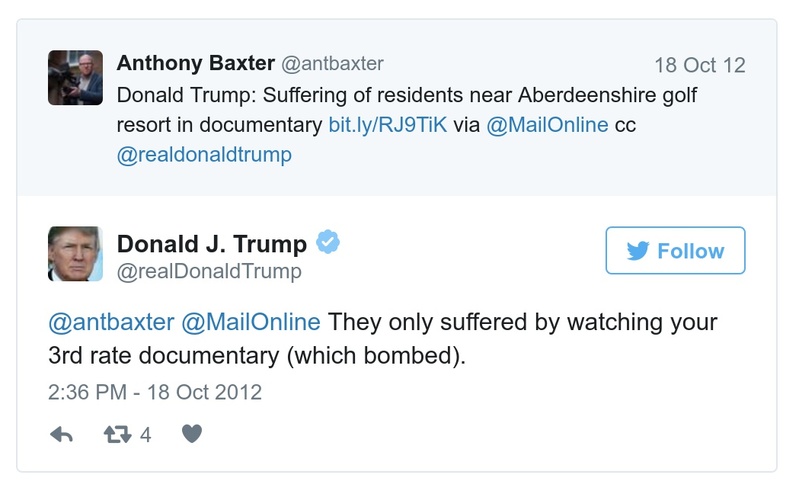 Anthony Baxter @antbaxter 18 Oct 12
Donald Trump: Suffering of residents near Aberdeenshire golf
resort in documentary bit.ly/RJ9TiK via @MailOnline cc
@realdonaldtrump
Donald J. Trump
@realDonaldTrump
Follow
@antbaxter @MailOnline They only suffered by watching your
3rd rate documentary (which bombed).
2:36 PM - 18 Oct 2012
4